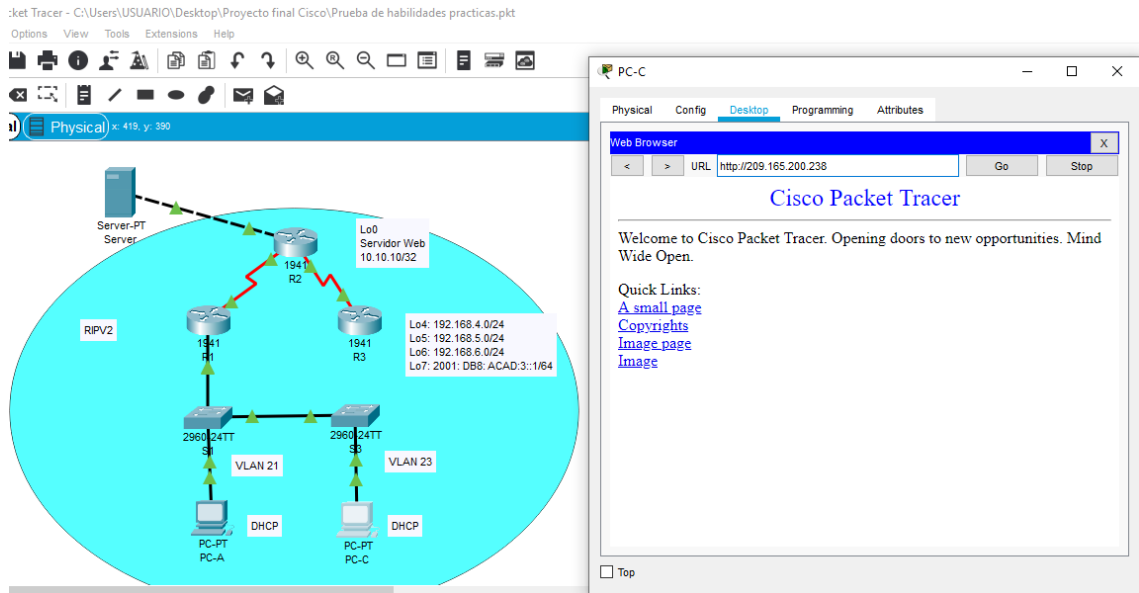 cket Tracer - C:\Users\USUARIO\Desktop\Proyecto final Cisco\Prueba de habilidades practicas.pkt
Options View Tools Extensions Help
Physical x: 419, y: 390
Server-PT
Server
1941
R2
Lo0
Servidor Web
10.10.10/32
RIPV2
1941
R1
1941
R3
Lo4: 192.168.4.0/24
Lo5: 192.168.5.0/24
Lo6: 192.168.6.0/24
Lo7: 2001: DB8: ACAD:3::1/64
2960-24TT
S1
2960-24TT
S3
VLAN 21
VLAN 23
DHCP
DHCP
PC-PT
PC-A
PC-PT
PC-C
PC-C
Physical Config Desktop Programming Attributes
Web Browser X
< > URL http://209.165.200.238 Go Stop
Cisco Packet Tracer
Welcome to Cisco Packet Tracer. Opening doors to new opportunities. Mind
Wide Open.
Quick Links:
A small page
Copyrights
Image page
Image
Top